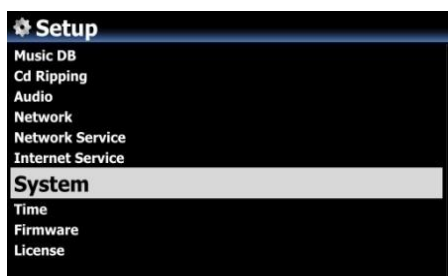 Setup
Music DB
Cd Ripping
Audio
Network
Network Service
Internet Service
System
Time
Firmware
License